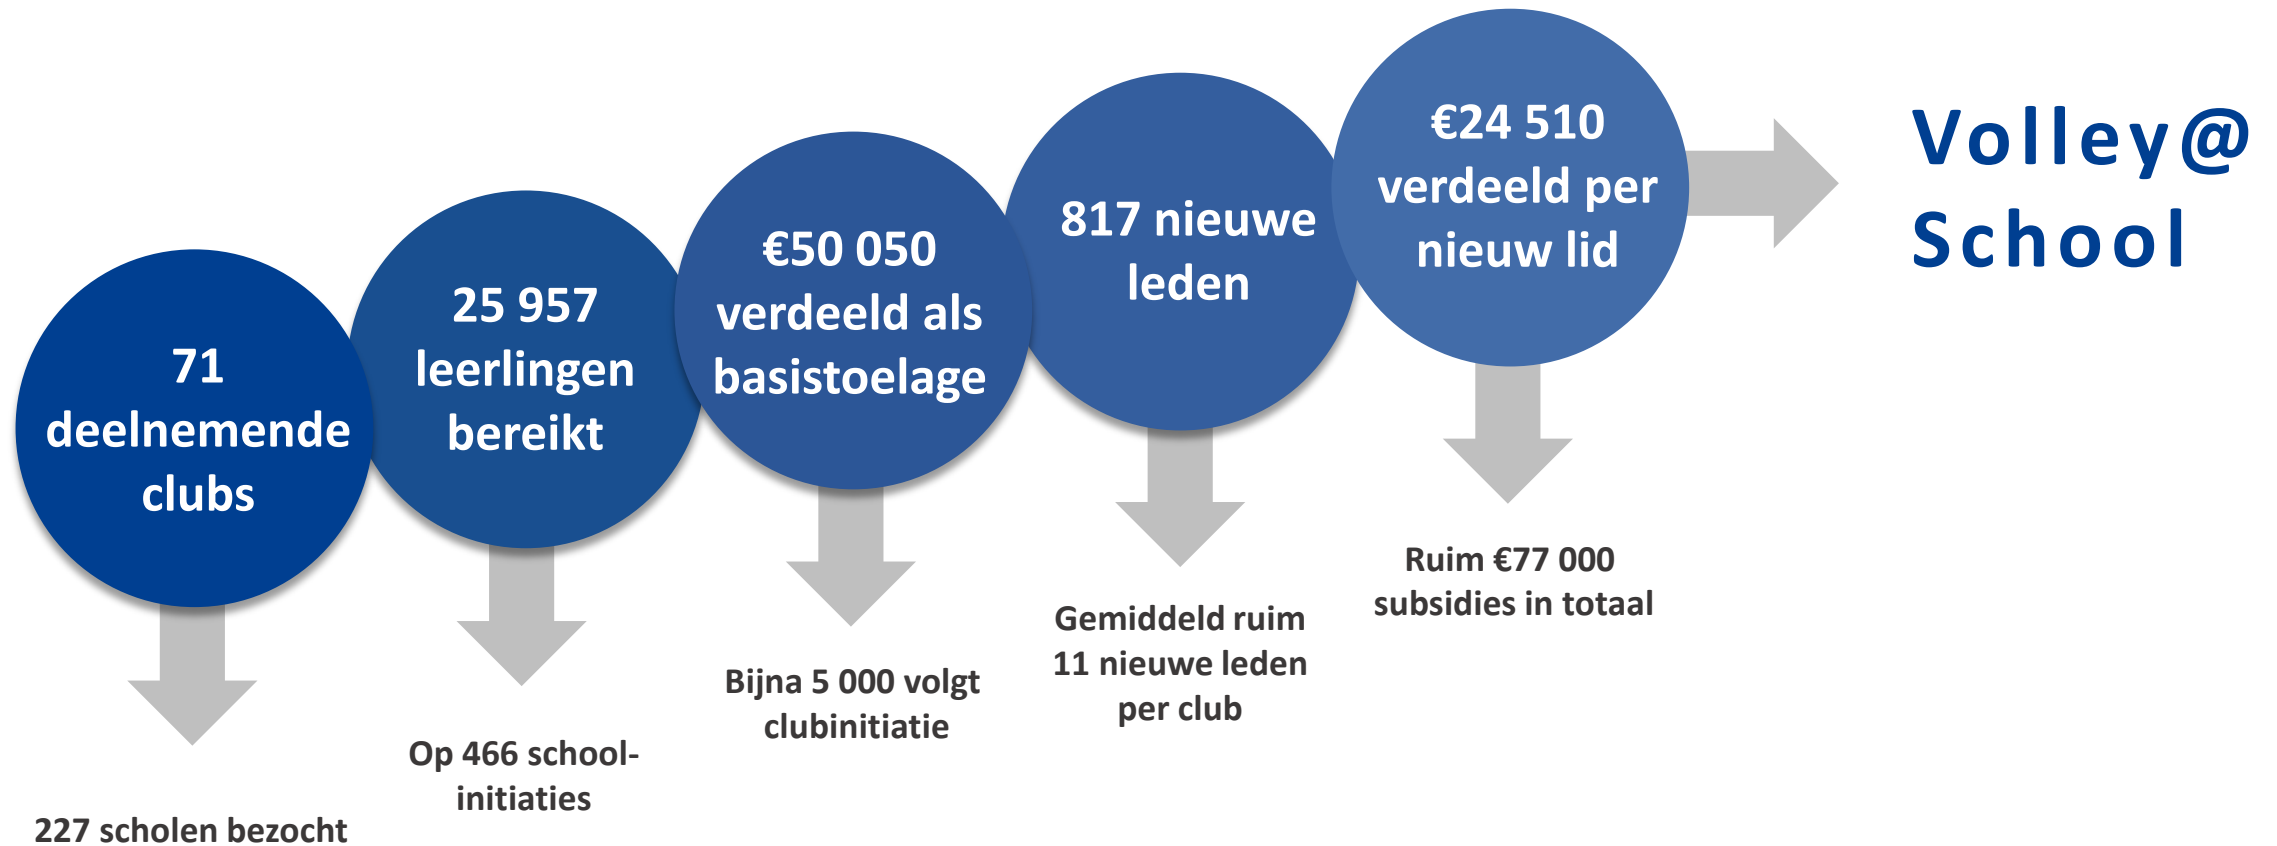 71
deelnemende
clubs
227 scholen bezocht
25 957
leerlingen
bereikt
Op 466 school-
initiaties
€50 050
verdeeld als
basistoelage
Bijna 5 000 volgt
clubinitiatie
817 nieuwe
leden
Gemiddeld ruim
11 nieuwe leden
per club
€24 510
verdeeld per
nieuw lid
Ruim €77 000
subsidies in totaal
Volley@
School